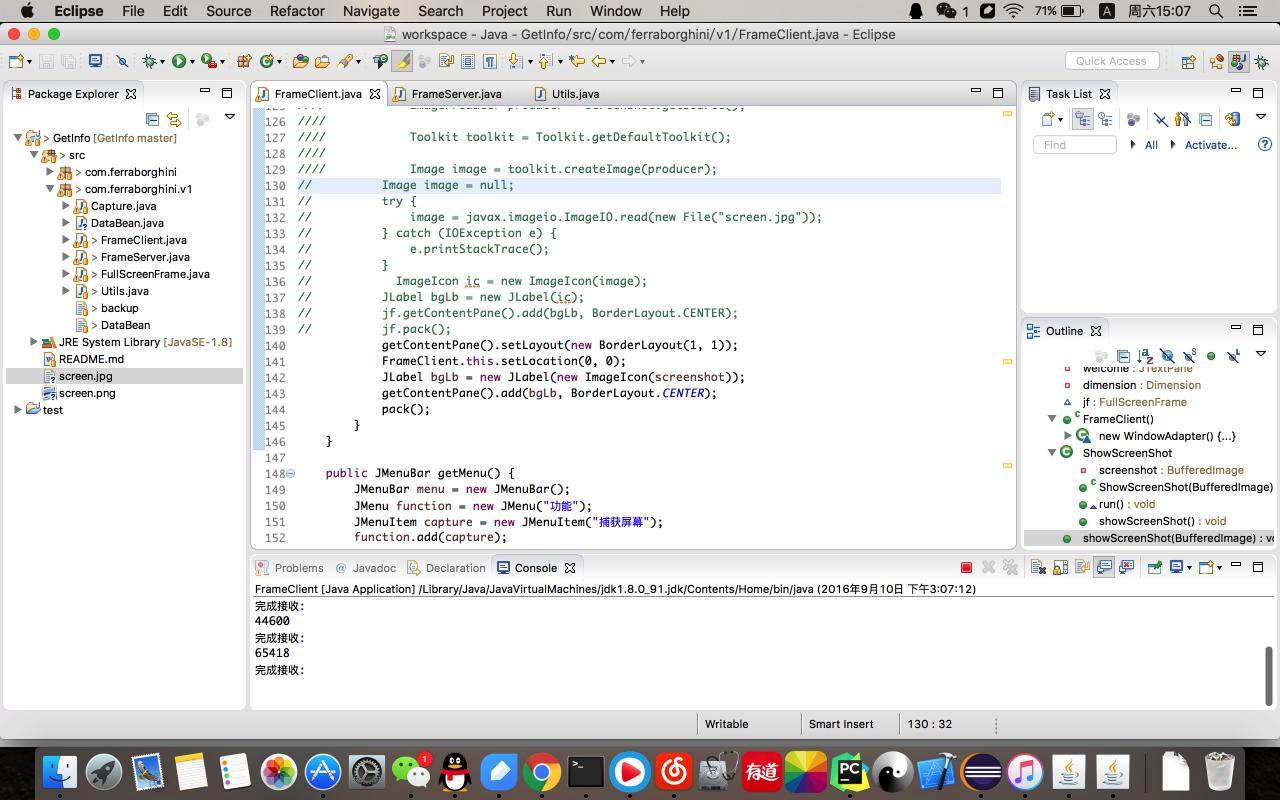 Eclipse File Edit Source Refactor Navigate Search Project Run Window Help 1 71% A 周六15:07
workspace - Java - GetInfo/src/com/ferraborghini/v1/FrameClient.java - Eclipse
Quick Access
Package Explorer
> GetInfo [GetInfo master]
> src
> com.ferraborghini
> com.ferraborghini.v1
Capture.java
DataBean.java
> FrameClient.java
> FrameServer.java
> FullScreenFrame.java
> Utils.java
> backup
> DataBean
JRE System Library [JavaSE-1.8]
README.md
screen.jpg
screen.png
test
FrameClient.java FrameServer.java Utils.java
126 ////
127 //// Toolkit toolkit = Toolkit.getDefaultToolkit();
128 ////
129 //// Image image = toolkit.createImage(producer);
130 // Image image = null;
131 // try {
132 // image = javax.imageio.ImageIO.read(new File("screen.jpg"));
133 // } catch (IOException e) {
134 // e.printStackTrace();
135 // }
136 // ImageIcon ic = new ImageIcon(image);
137 // JLabel bgLb = new JLabel(ic);
138 // jf.getContentPane().add(bgLb, BorderLayout.CENTER);
139 // jf.pack();
140 getContentPane().setLayout(new BorderLayout(1, 1));
141 FrameClient.this.setLocation(0, 0);
142 JLabel bgLb = new JLabel(new ImageIcon(screenshot));
143 getContentPane().add(bgLb, BorderLayout.CENTER);
144 pack();
145 }
146 }
147
148 public JMenuBar getMenu() {
149 JMenuBar menu = new JMenuBar();
150 JMenu function = new JMenu("功能");
151 JMenuItem capture = new JMenuItem("捕获屏幕");
152 function.add(capture);
Task List
Find All Activate...
Outline
welcome : JTextPane
dimension : Dimension
jf : FullScreenFrame
FrameClient()
new WindowAdapter() {...}
ShowScreenShot
screenshot : BufferedImage
ShowScreenShot(BufferedImage)
run() : void
showScreenShot() : void
showScreenShot(BufferedImage) : vo
Problems Javadoc Declaration Console
FrameClient [Java Application] /Library/Java/JavaVirtualMachines/jdk1.8.0_91.jdk/Contents/Home/bin/java (2016年9月10日 下午3:07:12)
完成接收:
44600
完成接收:
65418
完成接收:
Writable Smart Insert 130 : 32
1
有道
PC